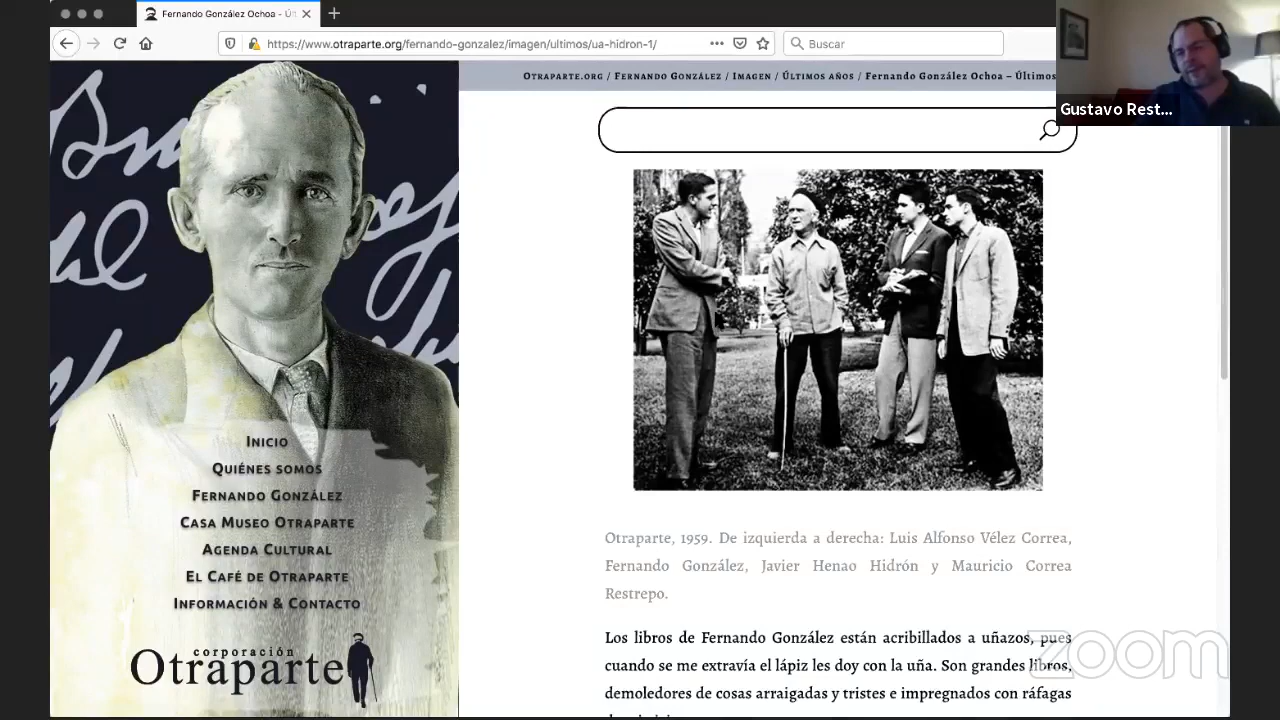 Fernando González Ochoa - Últ
https://www.otraparte.org/fernando-gonzalez/imagen/ultimos/ua-hidron-1/
Buscar
Otraparte.org / Fernando González / Imagen / Últimos años / Fernando González Ochoa – Últimos
Gustavo Rest...
Inicio
Quiénes somos
Fernando González
Casa Museo Otraparte
Agenda Cultural
El Café de Otraparte
Información & Contacto
corporación
Otraparte
Otraparte, 1959. De izquierda a derecha: Luis Alfonso Vélez Correa,
Fernando González, Javier Henao Hidrón y Mauricio Correa
Restrepo.
Los libros de Fernando González están acribillados a uñazos, pues
cuando se me extravía el lápiz les doy con la uña. Son grandes libros,
demoledores de cosas arraigadas y tristes e impregnados con ráfagas
zoom